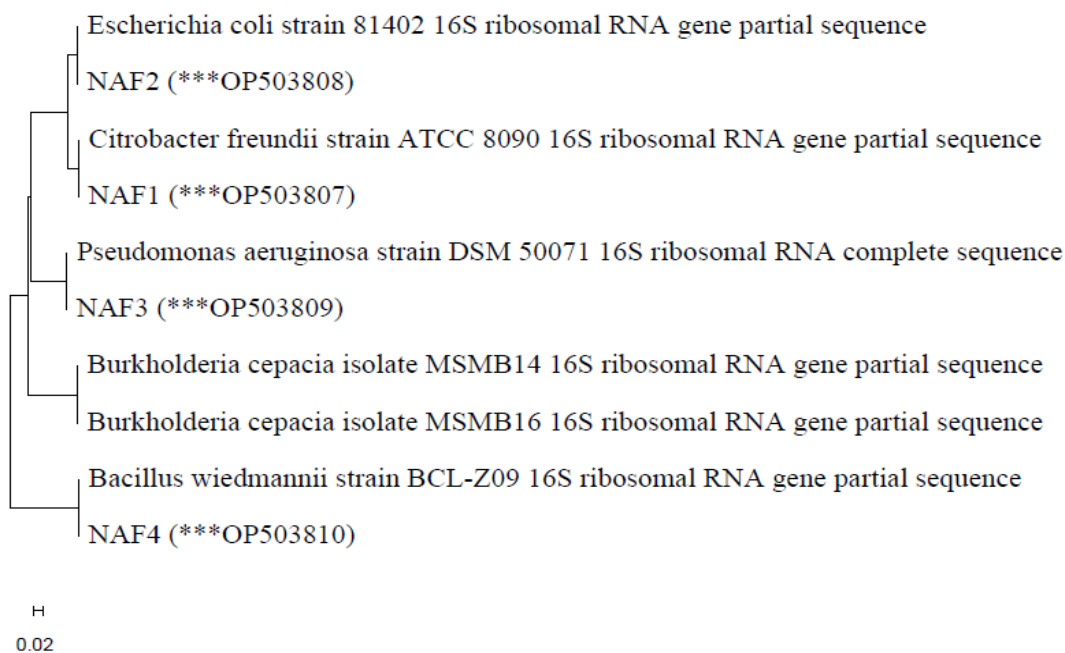 Escherichia coli strain 81402 16S ribosomal RNA gene partial sequence
NAF2 (***OP503808)
Citrobacter freundii strain ATCC 8090 16S ribosomal RNA gene partial sequence
NAF1 (***OP503807)
Pseudomonas aeruginosa strain DSM 50071 16S ribosomal RNA complete sequence
NAF3 (***OP503809)
Burkholderia cepacia isolate MSMB14 16S ribosomal RNA gene partial sequence
Burkholderia cepacia isolate MSMB16 16S ribosomal RNA gene partial sequence
Bacillus wiedmannii strain BCL-Z09 16S ribosomal RNA gene partial sequence
NAF4 (***OP503810)
0.02